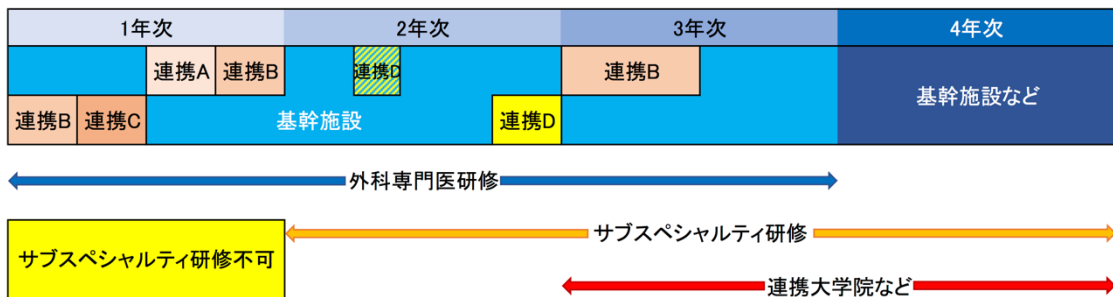 1年次 2年次 3年次 4年次
連携A 連携B 連携D 連携B 基幹施設など
連携B 連携C 基幹施設 連携D
外科専門医研修
サブスペシャルティ研修不可 サブスペシャルティ研修
連携大学院など